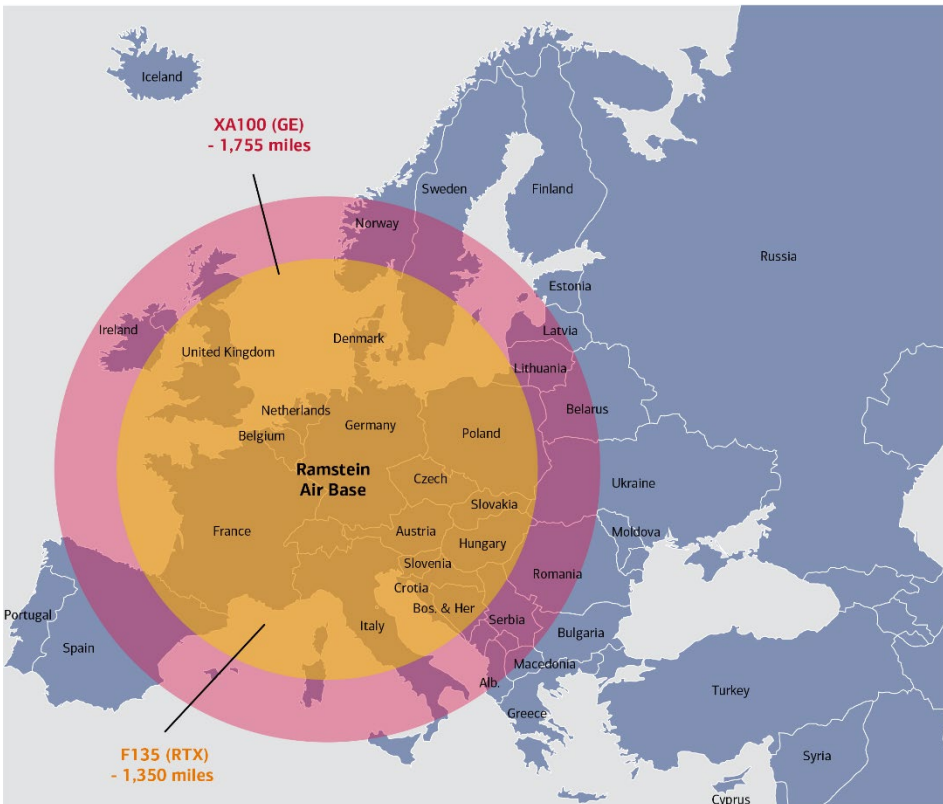 Iceland
XA100 (GE)
- 1,755 miles
Sweden
Finland
Norway
Russia
Estonia
Ireland
Latvia
Denmark
United Kingdom
Lithuania
Netherlands
Belarus
Germany
Belgium
Poland
Ramstein
Air Base
Czech
Ukraine
Slovakia
France
Austria
Moldova
Hungary
Slovenia
Romania
Crotia
Bos. & Her
Portugal
Serbia
Italy
Bulgaria
Spain
Macedonia
Alb.
Turkey
Greece
F135 (RTX)
- 1,350 miles
Syria
Cyprus